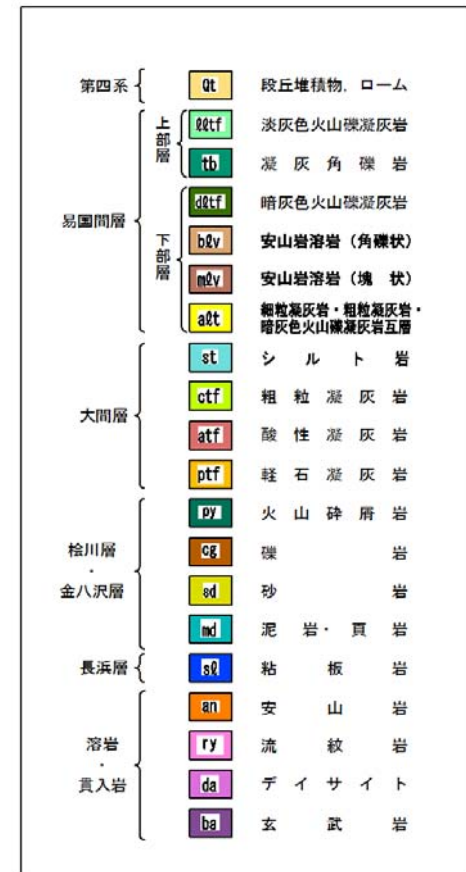 第四系 Qt 段丘堆積物，ローム
易国間層 上部層 ℓℓtf 淡灰色火山礫凝灰岩
tb 凝灰角礫岩
下部層 dℓtf 暗灰色火山礫凝灰岩
bℓv 安山岩溶岩（角礫状）
mℓv 安山岩溶岩（塊 状）
aℓt 細粒凝灰岩・粗粒凝灰岩・
暗灰色火山礫凝灰岩互層
大間層 st シルト岩
ctf 粗粒凝灰岩
atf 酸性凝灰岩
ptf 軽石凝灰岩
桧川層・金八沢層 py 火山砕屑岩
cg 礫岩
sd 砂岩
md 泥岩・頁岩
長浜層 sℓ 粘板岩
溶岩・貫入岩 an 安山岩
ry 流紋岩
da デイサイト
ba 玄武岩